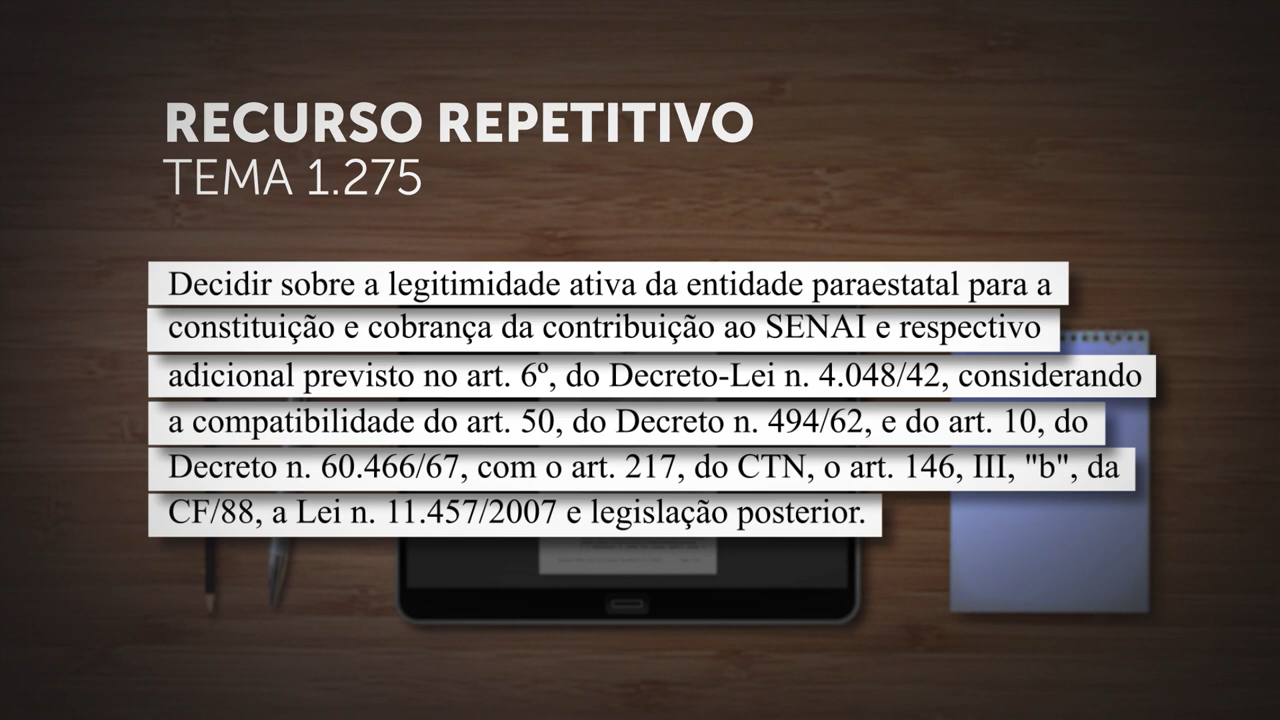 RECURSO REPETITIVO
TEMA 1.275
Decidir sobre a legitimidade ativa da entidade paraestatal para a
constituição e cobrança da contribuição ao SENAI e respectivo
adicional previsto no art. 6º, do Decreto-Lei n. 4.048/42, considerando
a compatibilidade do art. 50, do Decreto n. 494/62, e do art. 10, do
Decreto n. 60.466/67, com o art. 217, do CTN, o art. 146, III, "b", da
CF/88, a Lei n. 11.457/2007 e legislação posterior.